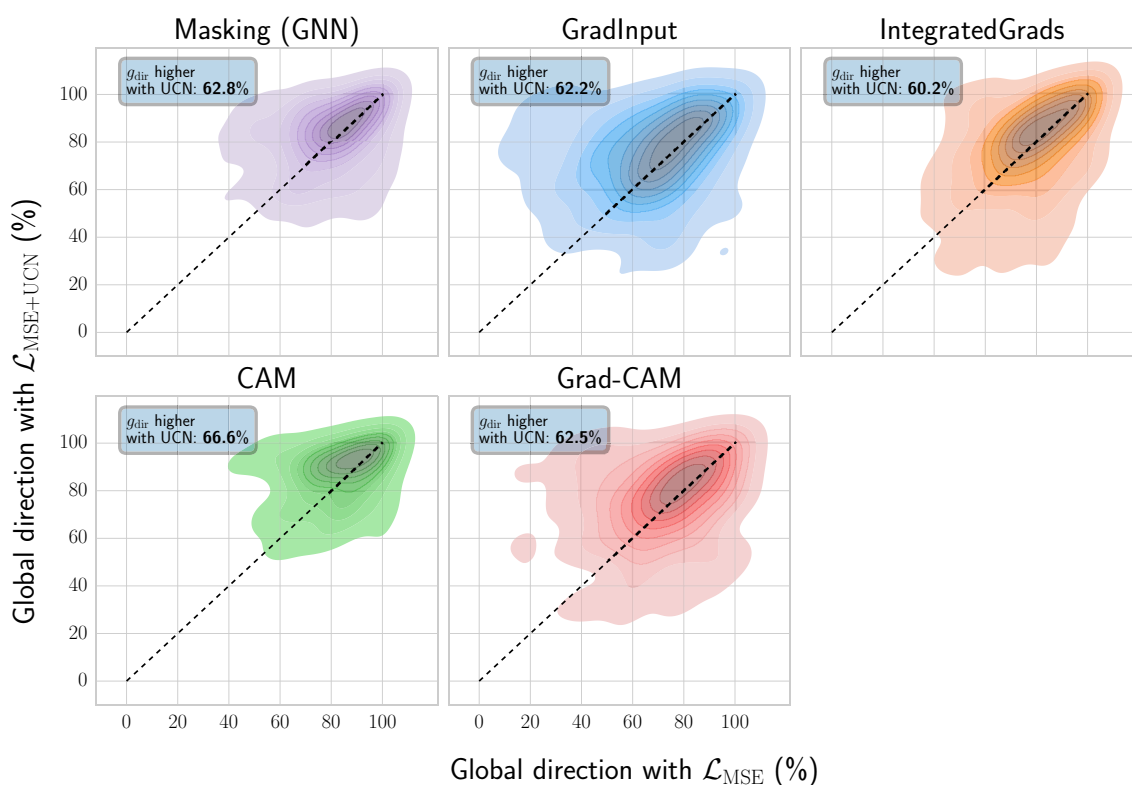 Masking (GNN)
GradInput
IntegratedGrads
g_dir higher
with UCN: 62.8%
g_dir higher
with UCN: 62.2%
g_dir higher
with UCN: 60.2%
100
80
60
40
20
0
CAM
Grad-CAM
g_dir higher
with UCN: 66.6%
g_dir higher
with UCN: 62.5%
100
80
60
40
20
0
0 20 40 60 80 100
0 20 40 60 80 100
Global direction with ℒ_MSE+UCN (%)
Global direction with ℒ_MSE (%)